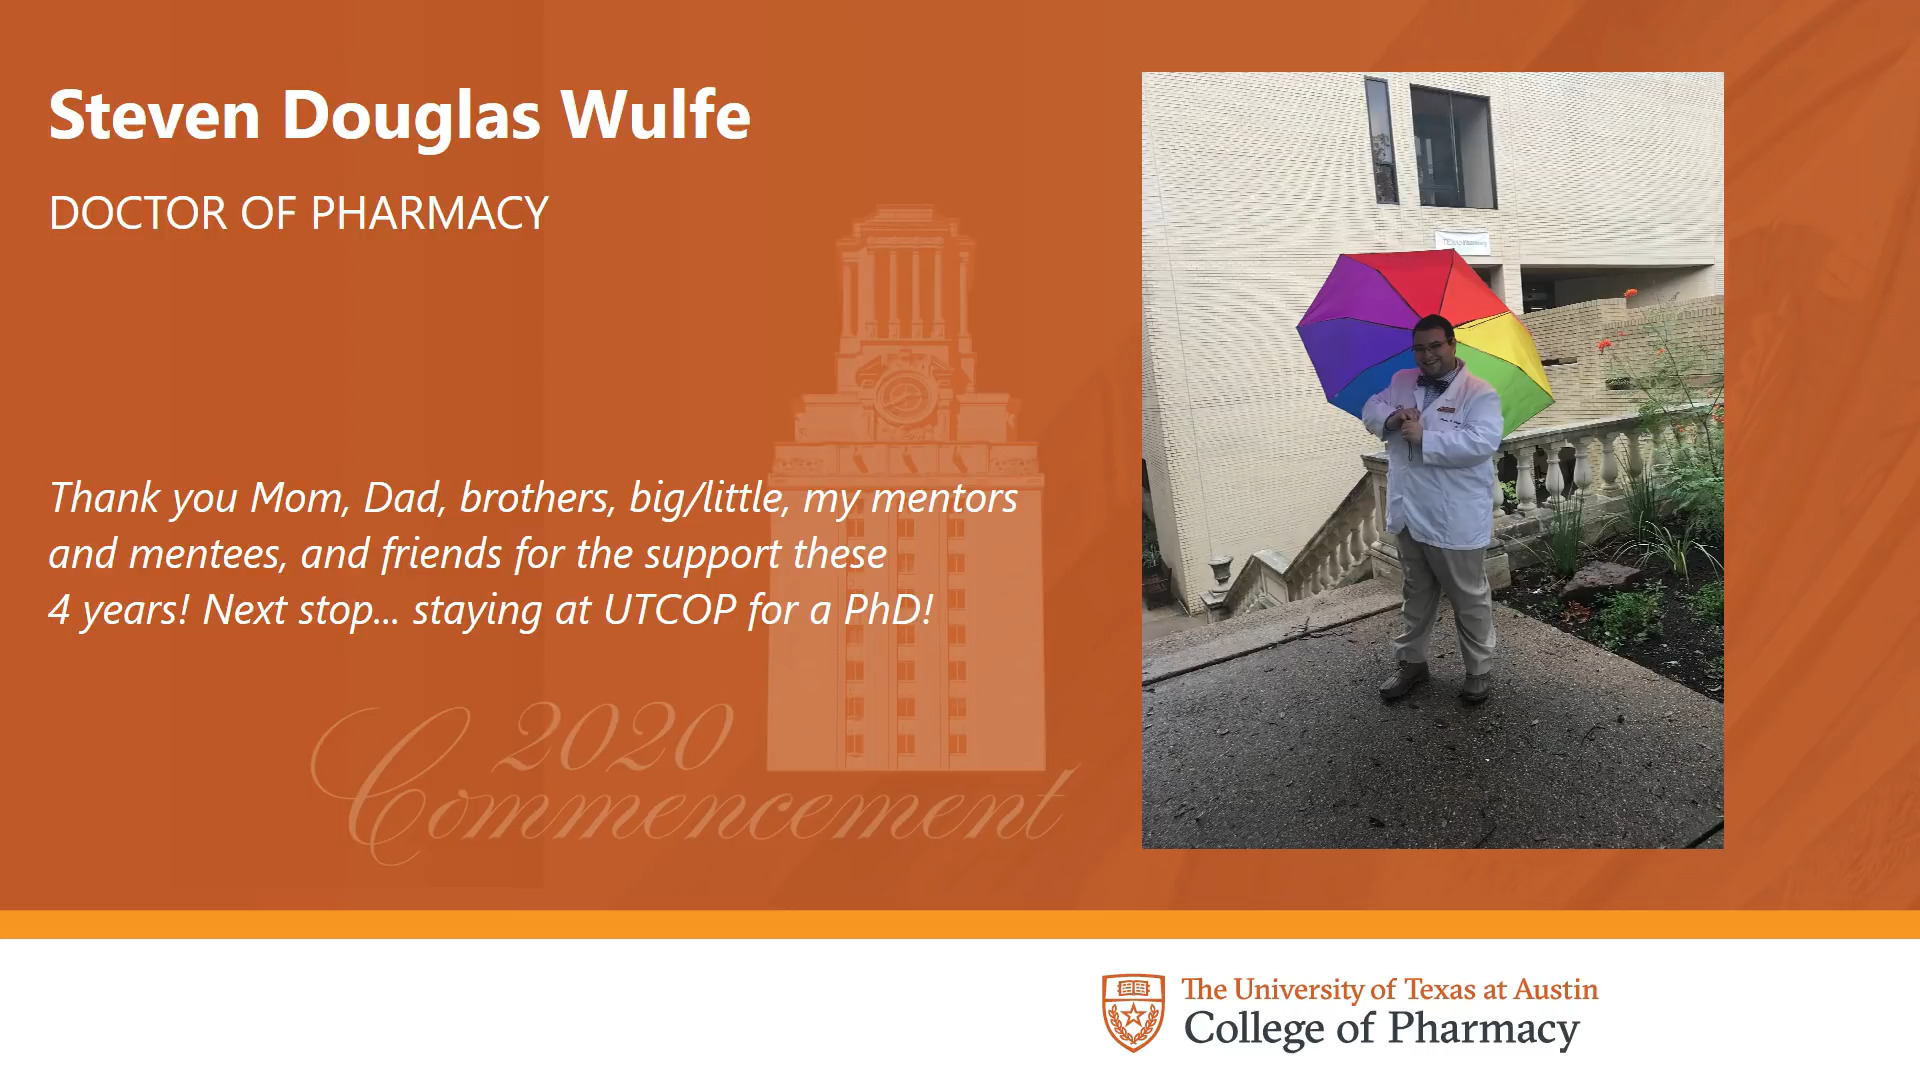 Steven Douglas Wulfe
DOCTOR OF PHARMACY
Thank you Mom, Dad, brothers, big/little, my mentors
and mentees, and friends for the support these
4 years! Next stop... staying at UTCOP for a PhD!
2020
Commencement
The University of Texas at Austin
College of Pharmacy